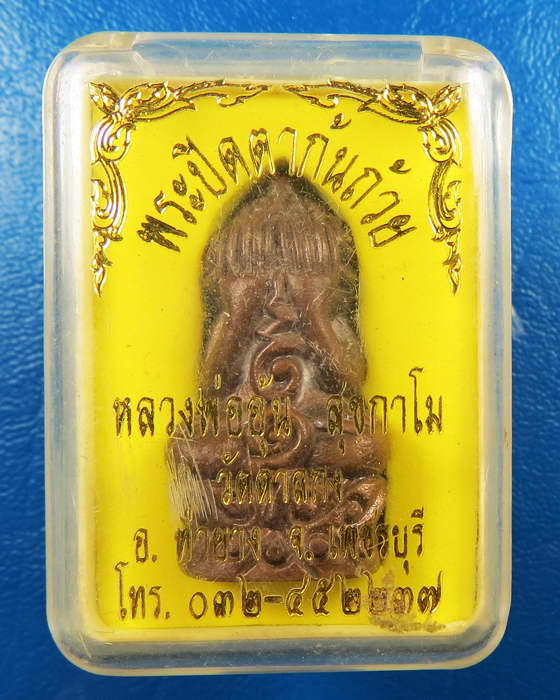 พระปิดตาก้นถ้วย
หลวงพ่ออุ้น สุขกาโม
วัดตาลกง
อ. ท่ายาง จ. เพชรบุรี
โทร. ๐๓๒-๔๕๒๒๓๗